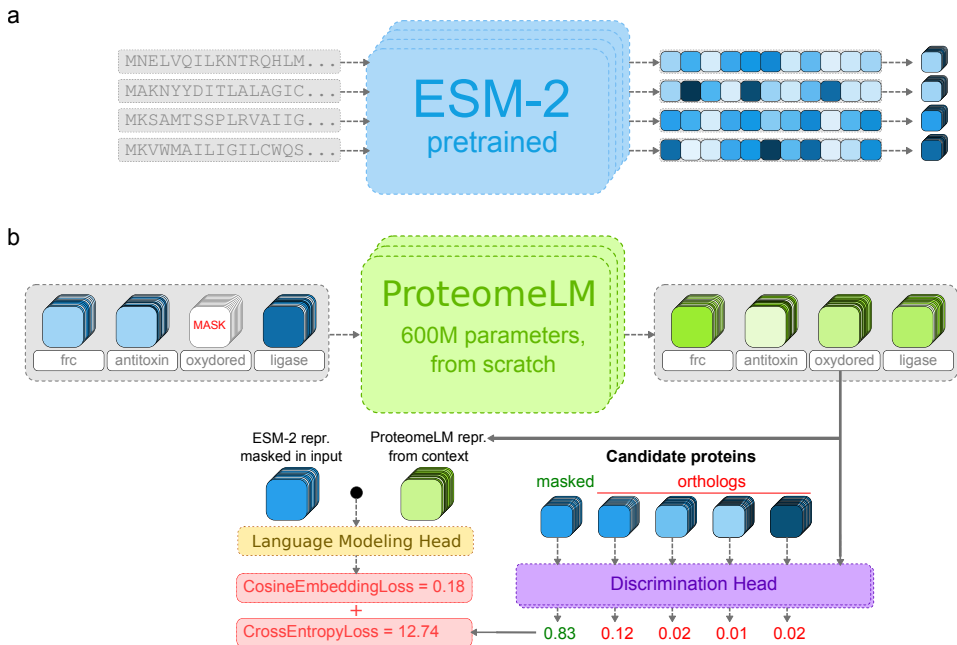 a
MNELVQILKNTRQHLM...
MAKNYYDITLALAGIC...
MKSAMTSSPLRVAIIG...
MKVWMAILIGILCWQS...
ESM-2
pretrained
b
MASK
frc
antitoxin
oxydored
ligase
ProteomeLM
600M parameters,
from scratch
frc
antitoxin
oxydored
ligase
ESM-2 repr.
masked in input
ProteomeLM repr.
from context
Candidate proteins
masked
orthologs
Language Modeling Head
CosineEmbeddingLoss = 0.18
+
CrossEntropyLoss = 12.74
Discrimination Head
0.83 0.12 0.02 0.01 0.02